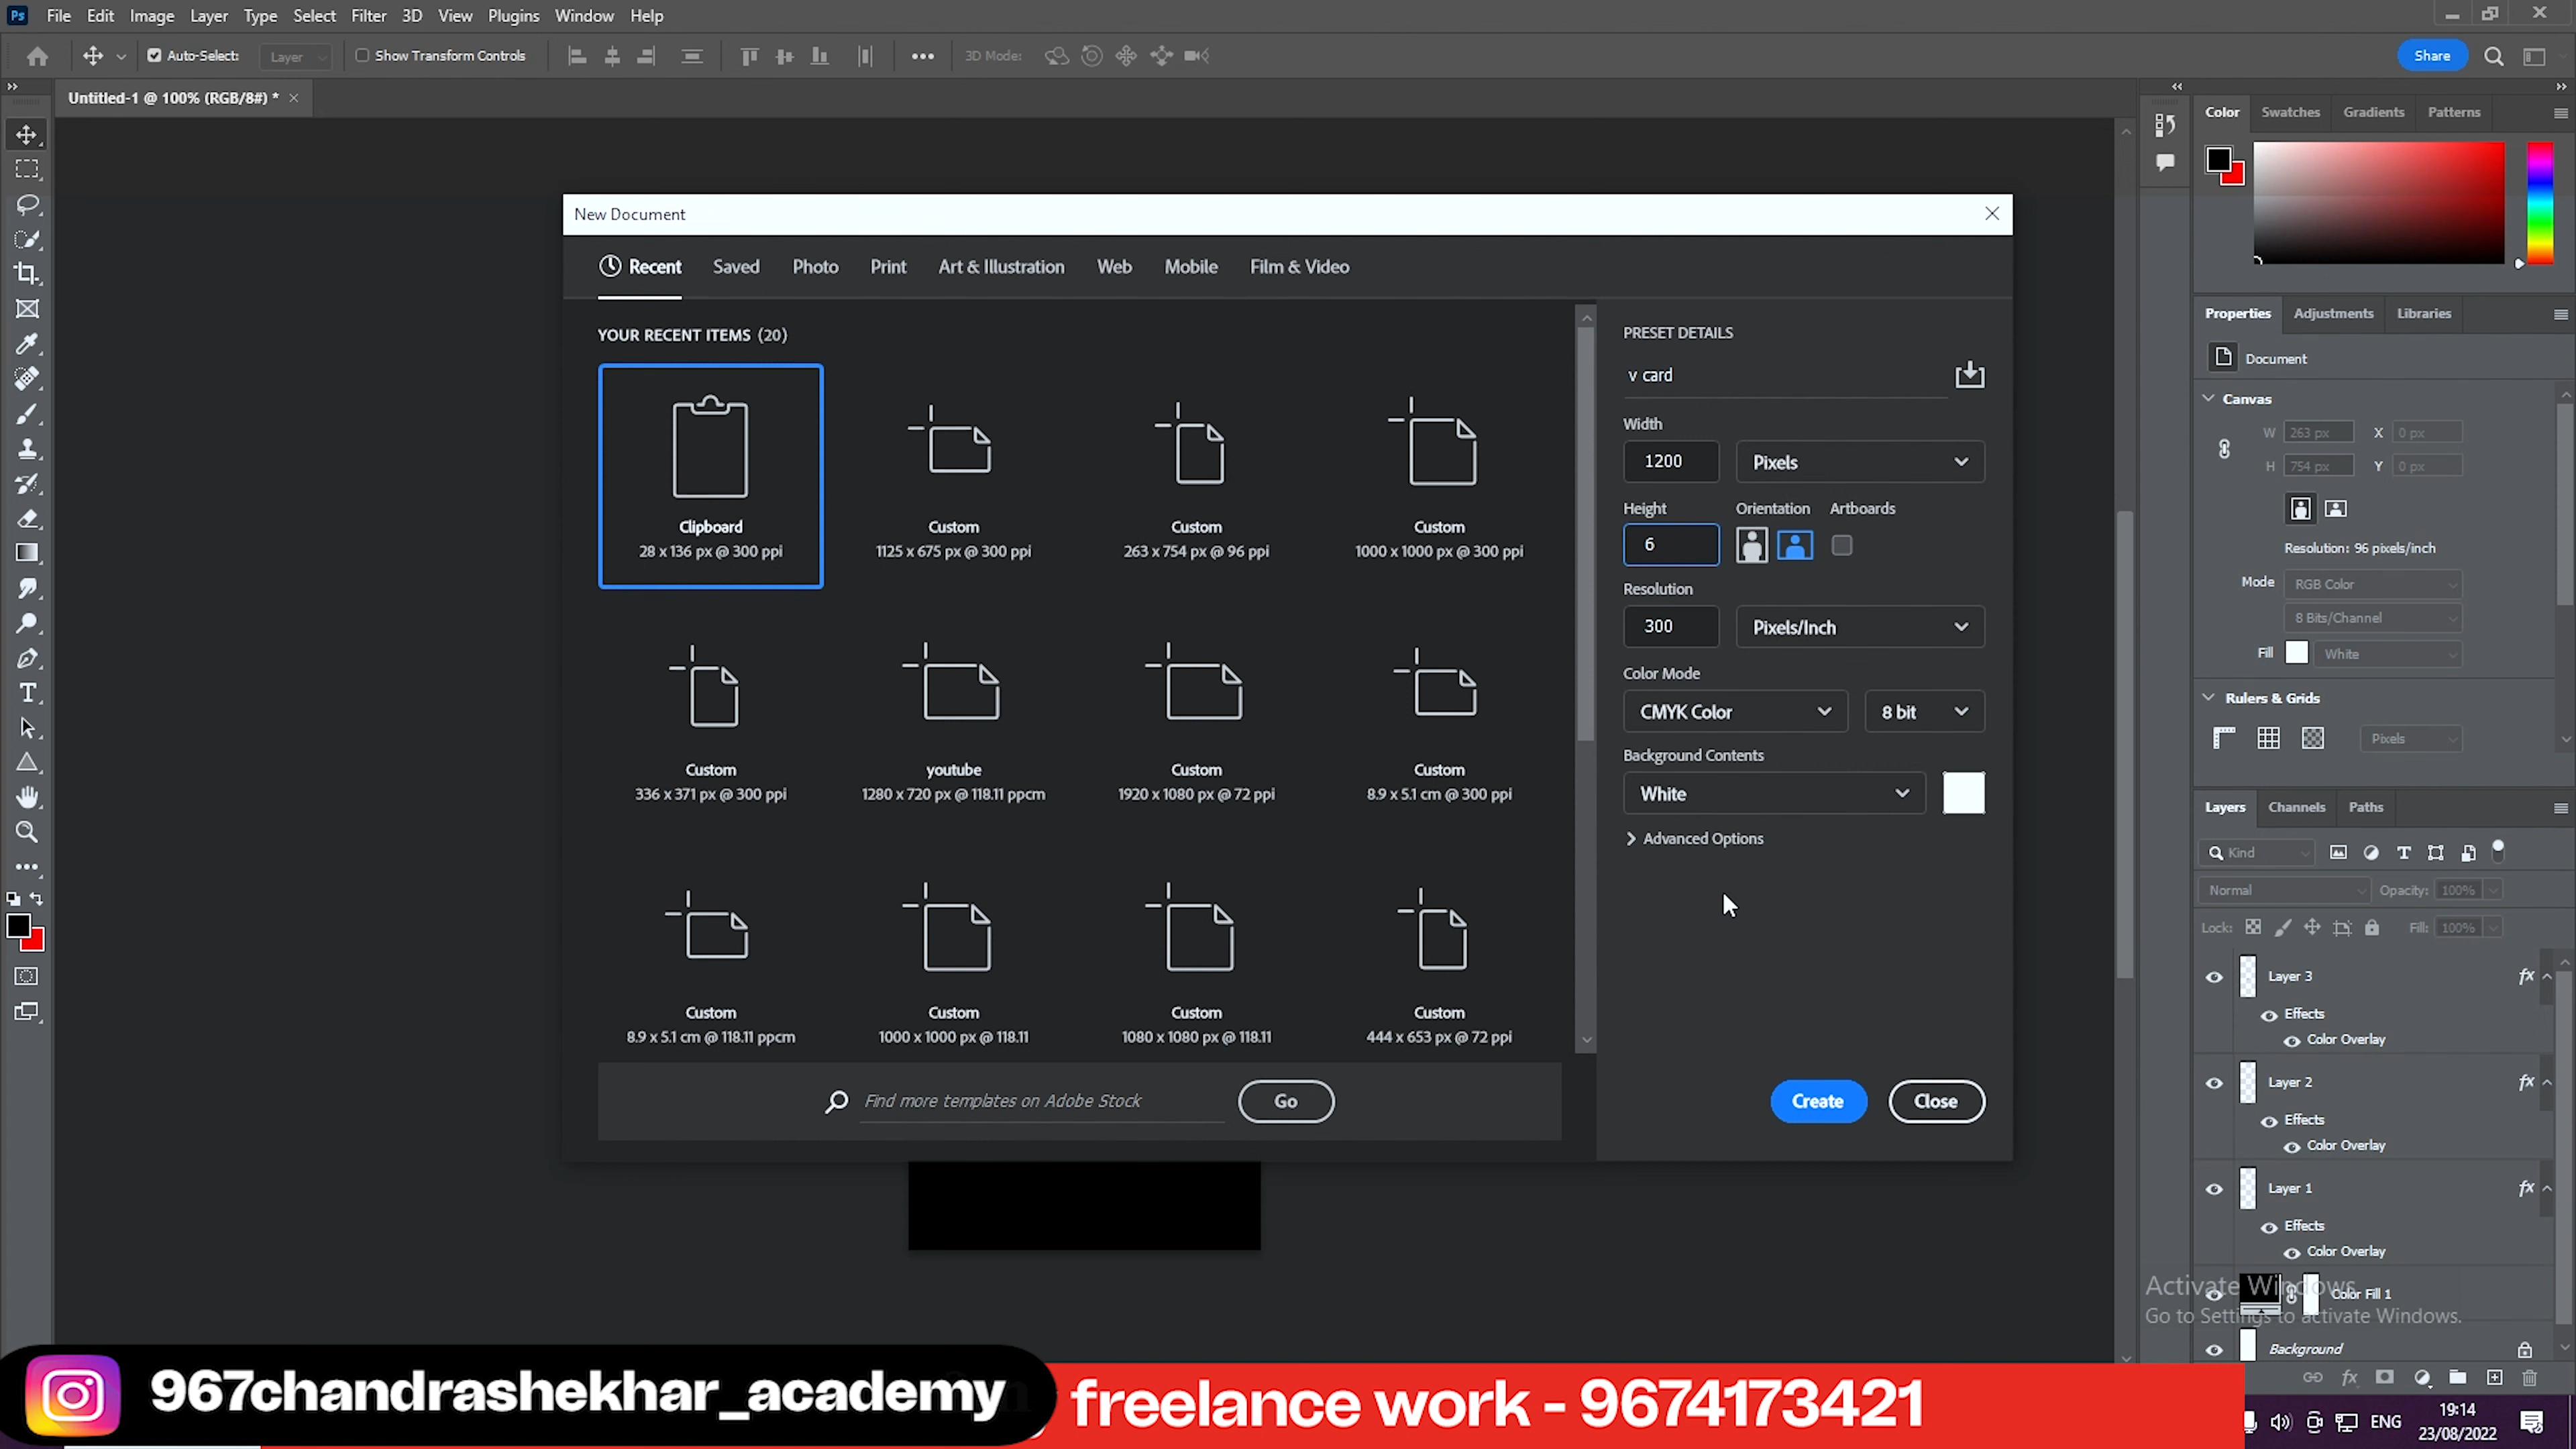 Ps File Edit Image Layer Type Select Filter 3D View Plugins Window Help
Auto-Select: Layer Show Transform Controls 3D Mode: Share
Untitled-1 @ 100% (RGB/8#) *
New Document
Recent Saved Photo Print Art & Illustration Web Mobile Film & Video
YOUR RECENT ITEMS (20)
Clipboard
28 x 136 px @ 300 ppi
Custom
1125 x 675 px @ 300 ppi
Custom
263 x 754 px @ 96 ppi
Custom
1000 x 1000 px @ 300 ppi
Custom
336 x 371 px @ 300 ppi
youtube
1280 x 720 px @ 118.11 ppcm
Custom
1920 x 1080 px @ 72 ppi
Custom
8.9 x 5.1 cm @ 300 ppi
Custom
8.9 x 5.1 cm @ 118.11 ppcm
Custom
1000 x 1000 px @ 118.11
Custom
1080 x 1080 px @ 118.11
Custom
444 x 653 px @ 72 ppi
Find more templates on Adobe Stock Go
PRESET DETAILS
v card
Width
1200 Pixels
Height Orientation Artboards
6
Resolution
300 Pixels/Inch
Color Mode
CMYK Color 8 bit
Background Contents
White
Advanced Options
Create Close
Color Swatches Gradients Patterns
Properties Adjustments Libraries
Document
Canvas
W 263 px X 0 px
H 754 px Y 0 px
Resolution: 96 pixels/inch
Mode RGB Color
8 Bits/Channel
Fill White
Rulers & Grids
Pixels
Layers Channels Paths
Kind
Normal Opacity: 100%
Lock: Fill: 100%
Layer 3 fx
Effects
Color Overlay
Layer 2 fx
Effects
Color Overlay
Layer 1 fx
Effects
Color Overlay
Color Fill 1
Background
Activate Windows
Go to Settings to activate Windows.
fx
967chandrashekhar_academy
freelance work - 9674173421
ENG
19:14
23/08/2022